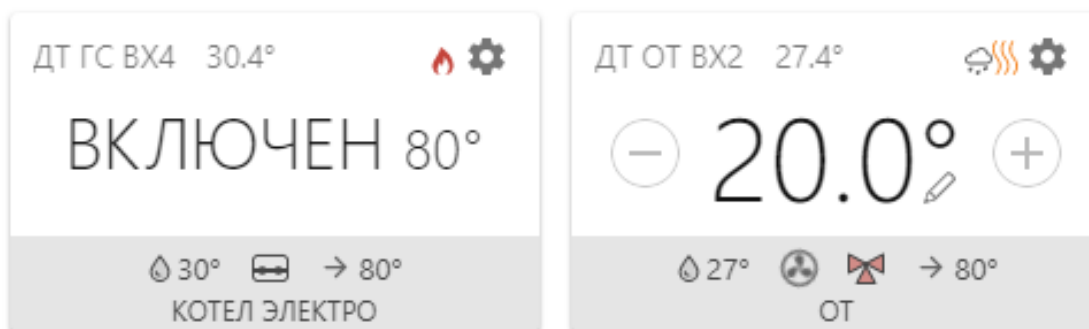 ДТ ГС ВХ4 30.4°
ВКЛЮЧЕН 80°
30° → 80°
КОТЕЛ ЭЛЕКТРО
ДТ ОТ ВХ2 27.4°
20.0°
27° → 80°
ОТ